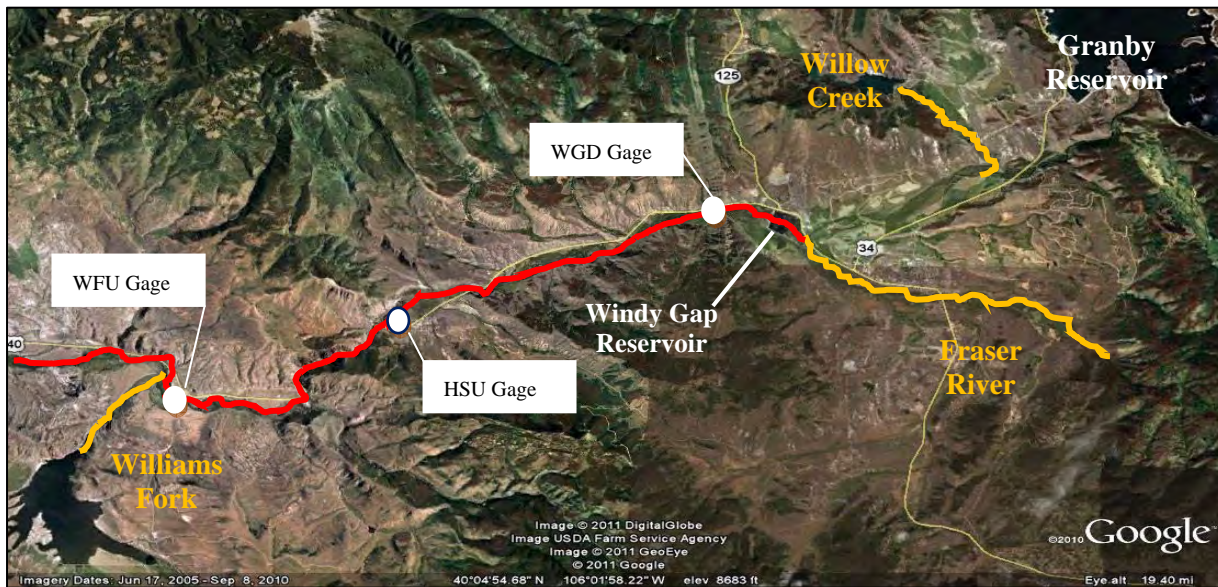 Granby
Reservoir
Willow
Creek
125
WGD Gage
34
WFU Gage
Windy Gap
Reservoir
40
Fraser
River
HSU Gage
Williams
Fork
Image © 2011 DigitalGlobe
Image USDA Farm Service Agency
Image © 2011 GeoEye
© 2011 Google
©2010 Google
Imagery Dates: Jun 17, 2005 - Sep 8, 2010 40°04'54.68" N 106°01'58.22" W elev 8683 ft Eye alt 19.40 mi